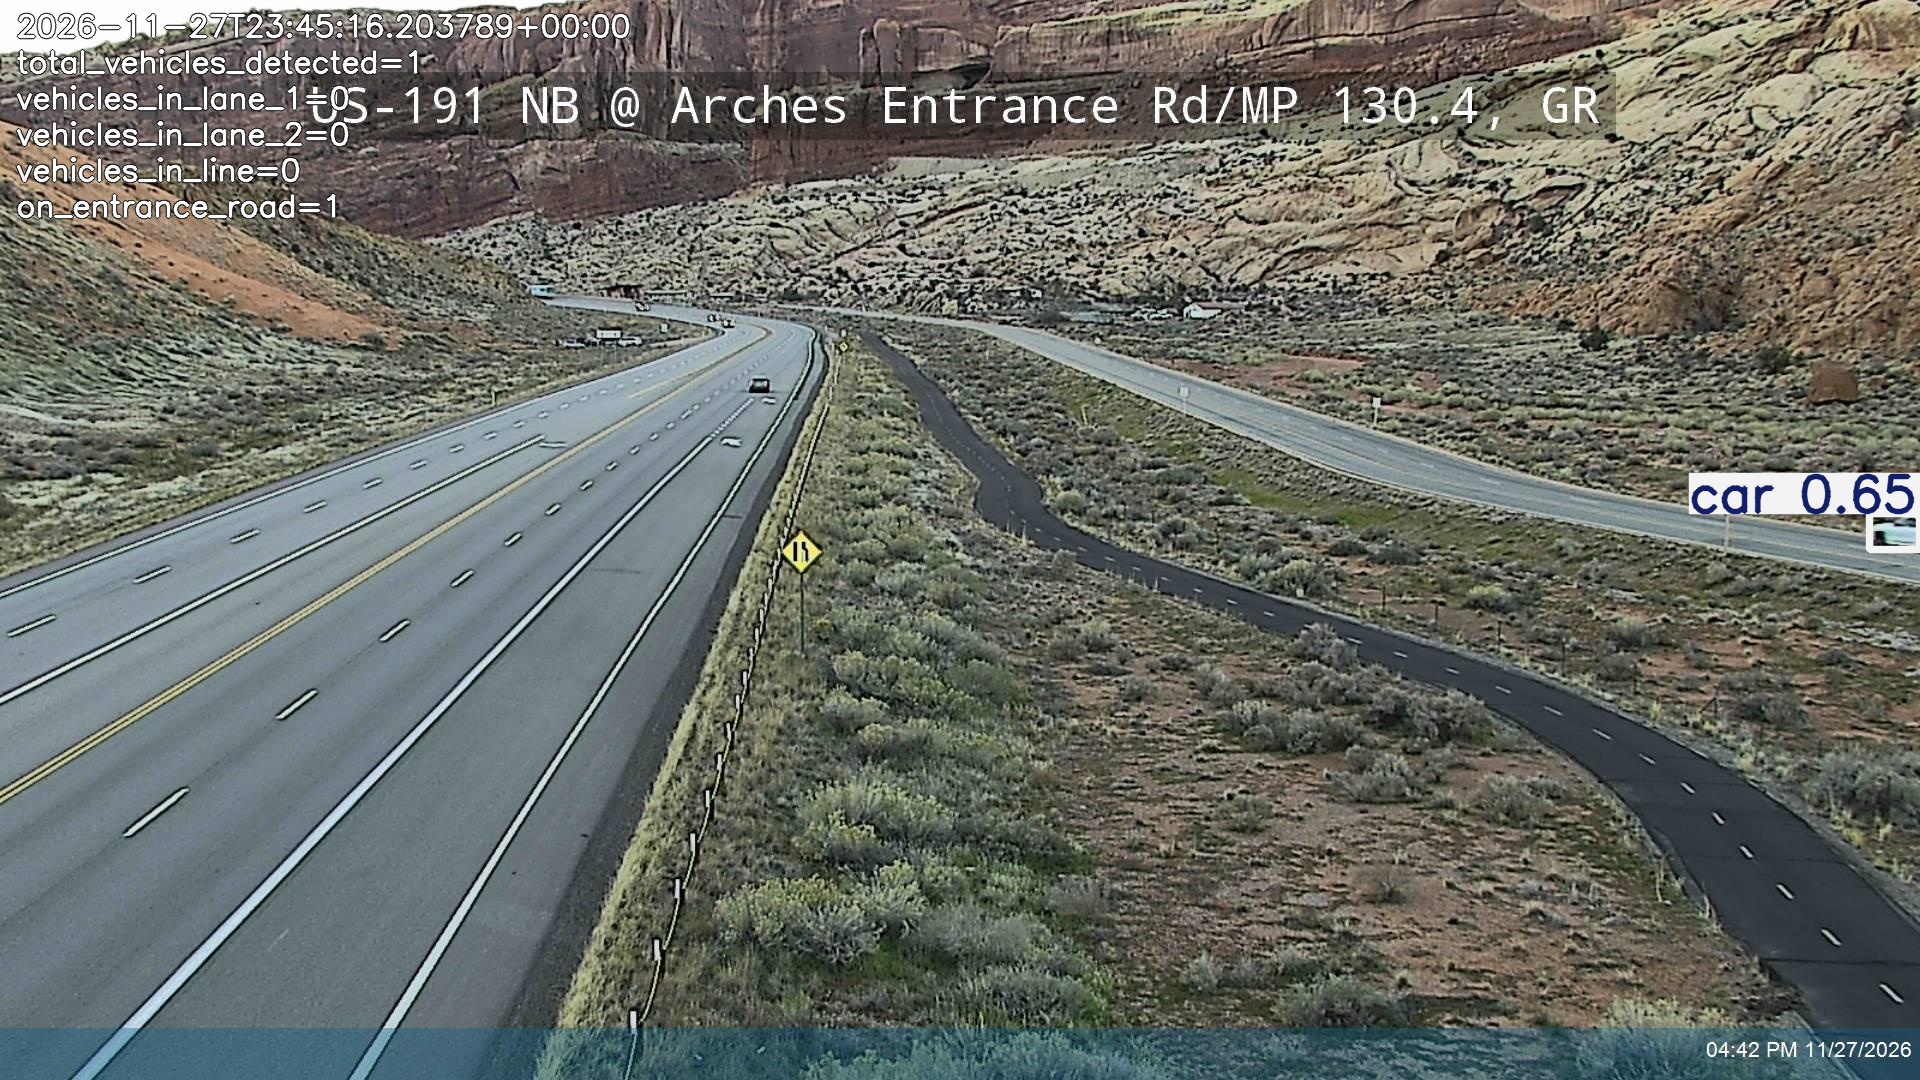 2026-11-27T23:45:16.203789+00:00
total_vehicles_detected=1
vehicles_in_lane_1=0
US-191 NB @ Arches Entrance Rd/MP 130.4, GR
vehicles_in_lane_2=0
vehicles_in_line=0
on_entrance_road=1
car 0.65
04:42 PM 11/27/2026